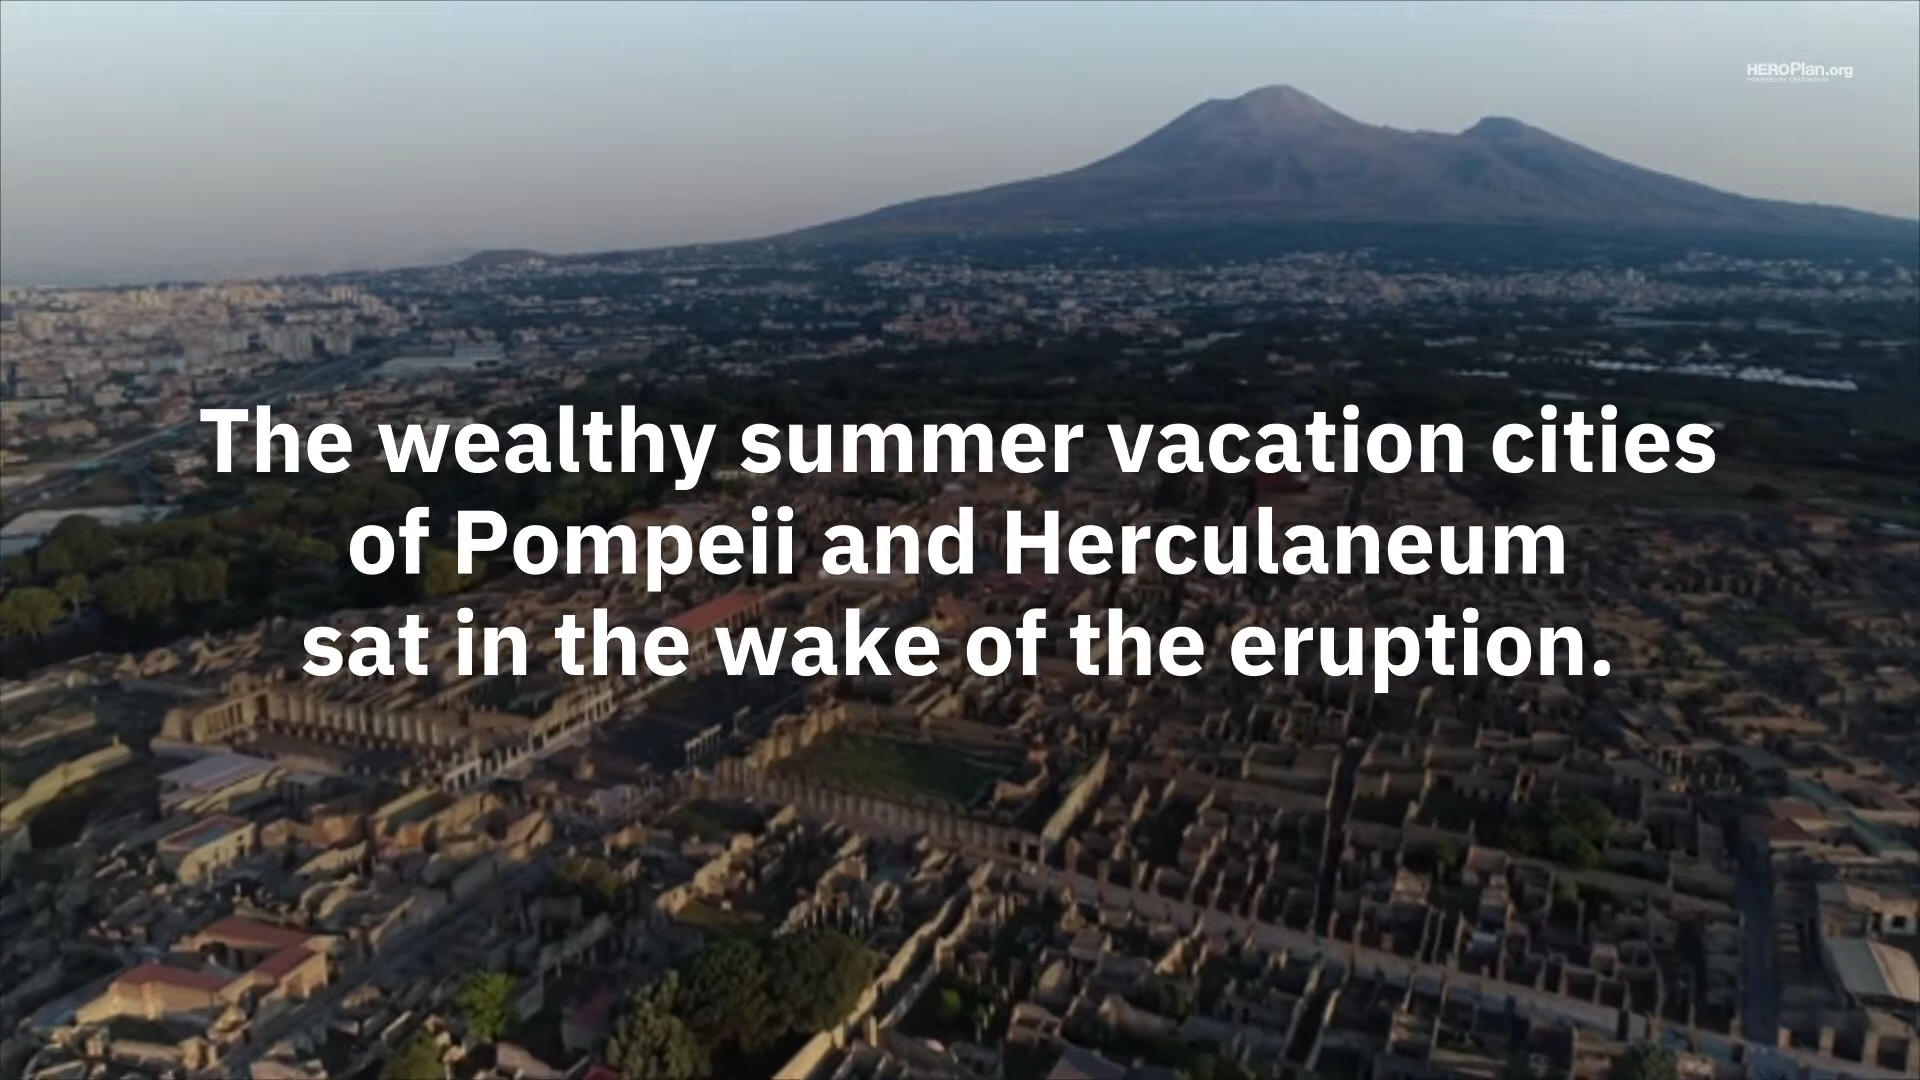 HEROPlan.org
The wealthy summer vacation cities
of Pompeii and Herculaneum
sat in the wake of the eruption.